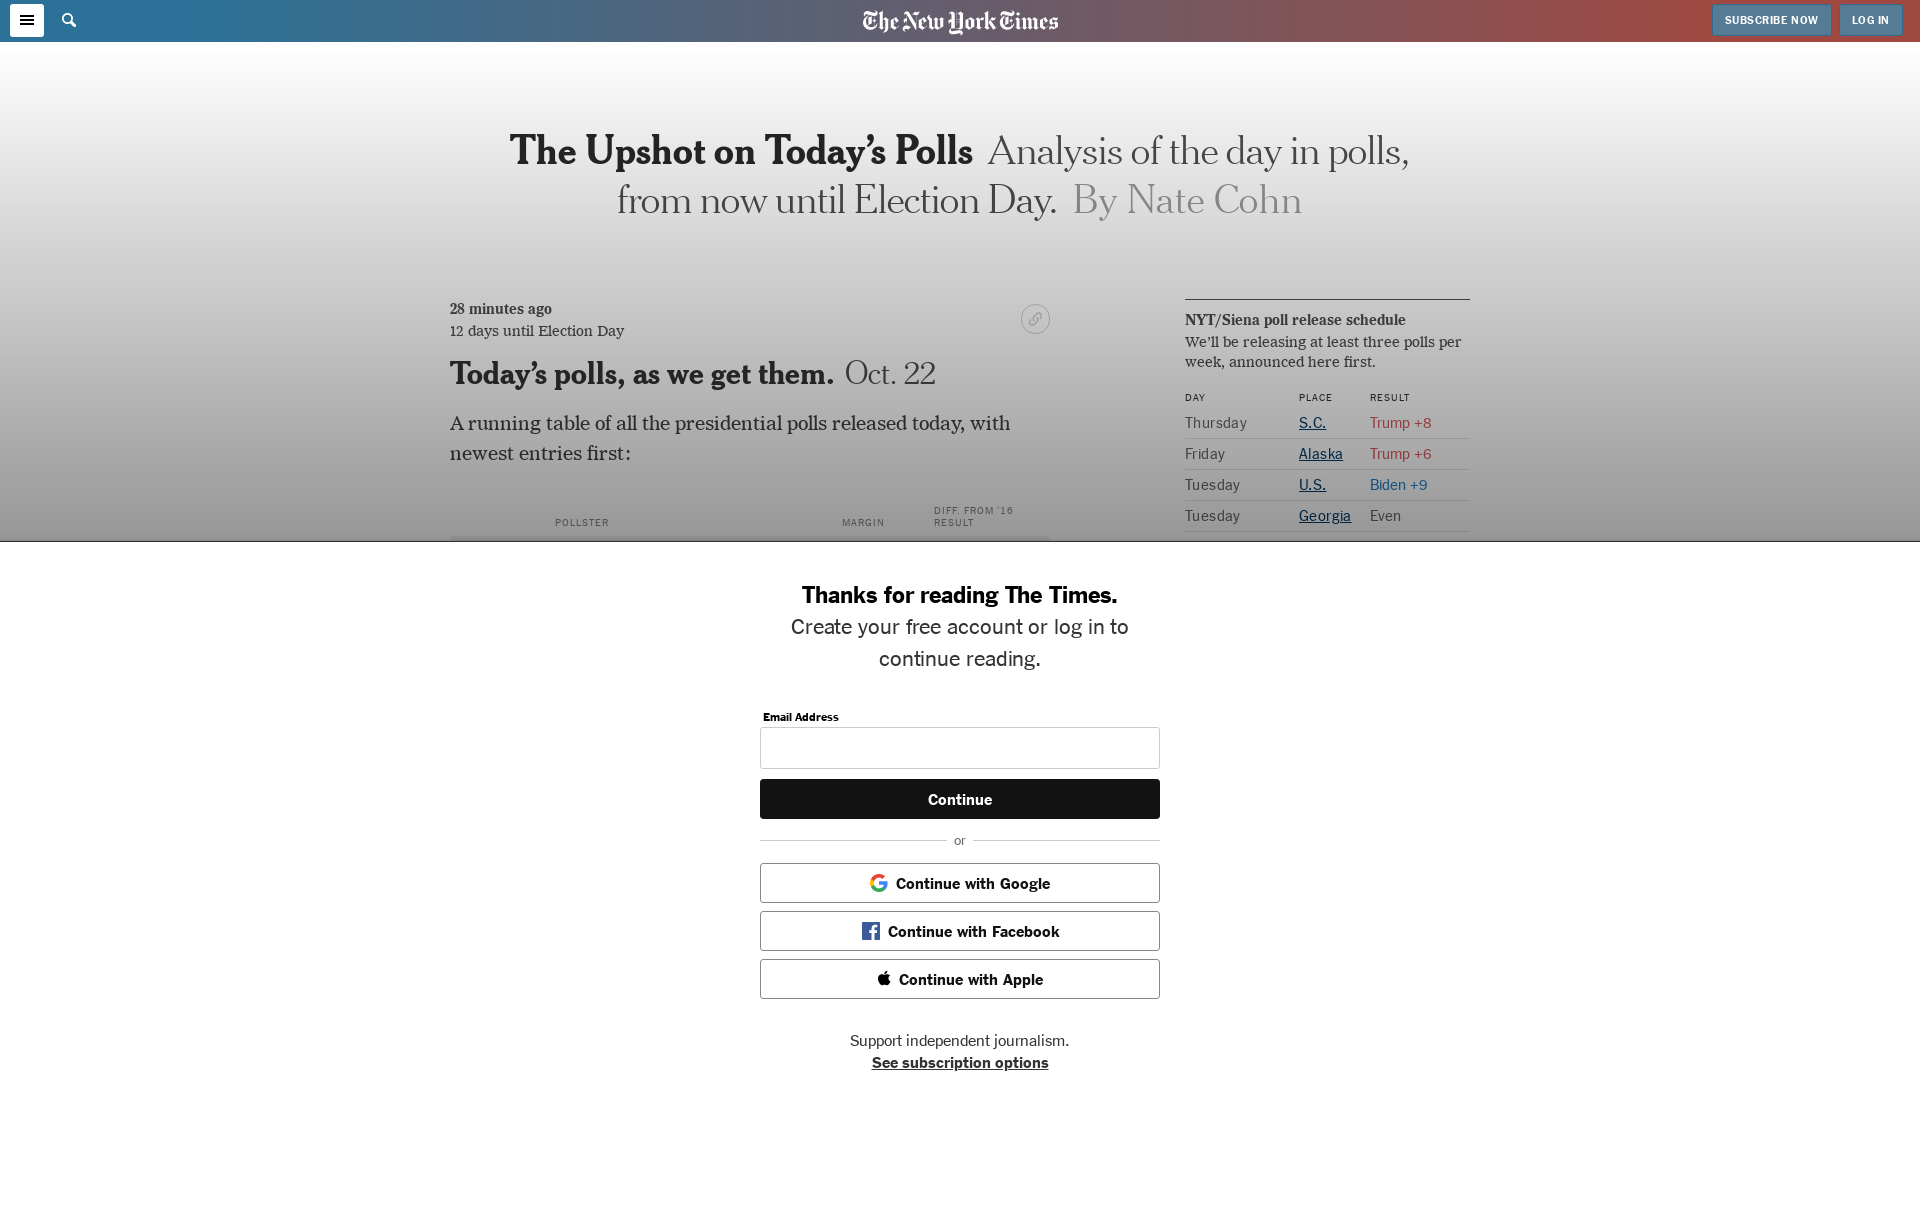 The New York Times
SUBSCRIBE NOW
LOG IN
The Upshot on Today’s Polls Analysis of the day in polls,
from now until Election Day. By Nate Cohn
28 minutes ago
12 days until Election Day
Today’s polls, as we get them. Oct. 22
A running table of all the presidential polls released today, with
newest entries first:
POLLSTER MARGIN DIFF. FROM ’16
RESULT
NYT/Siena poll release schedule
We’ll be releasing at least three polls per
week, announced here first.
DAY PLACE RESULT
Thursday S.C. Trump +8
Friday Alaska Trump +6
Tuesday U.S. Biden +9
Tuesday Georgia Even
Thanks for reading The Times.
Create your free account or log in to
continue reading.
Email Address
Continue
or
Continue with Google
Continue with Facebook
Continue with Apple
Support independent journalism.
See subscription options